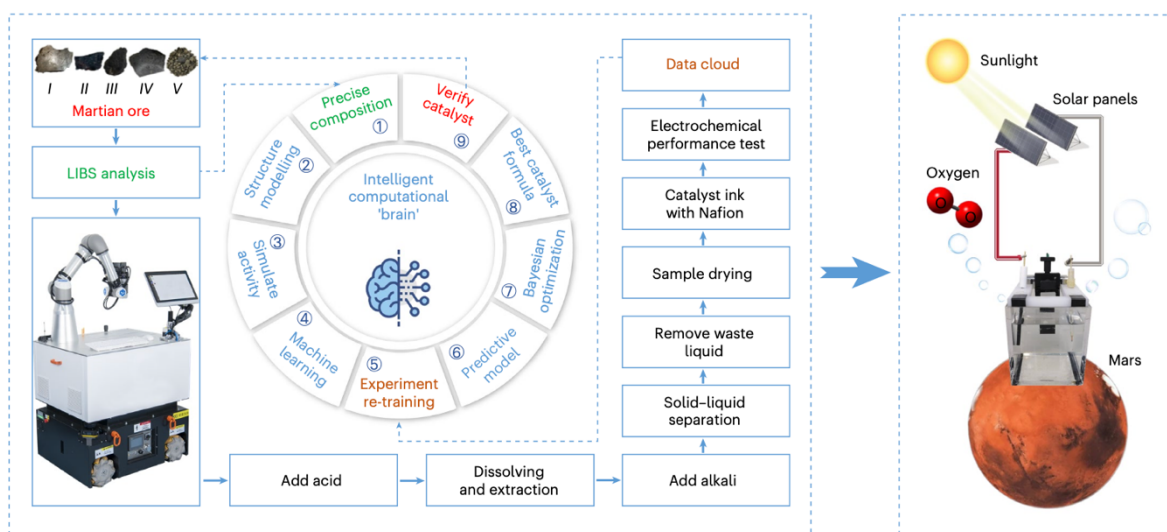 I II III IV V
Martian ore
LIBS analysis
Precise
composition
①
Structure
modelling
②
Simulate
activity
③
Machine
learning
④
Experiment
re-training
⑤
Predictive
model
⑥
Bayesian
optimization
⑦
Best catalyst
formula
⑧
Verify
catalyst
⑨
Intelligent
computational
'brain'
Add acid
Dissolving
and extraction
Add alkali
Solid–liquid
separation
Remove waste
liquid
Sample drying
Catalyst ink
with Nafion
Electrochemical
performance test
Data cloud
Sunlight
Solar panels
Oxygen
O
O
Mars